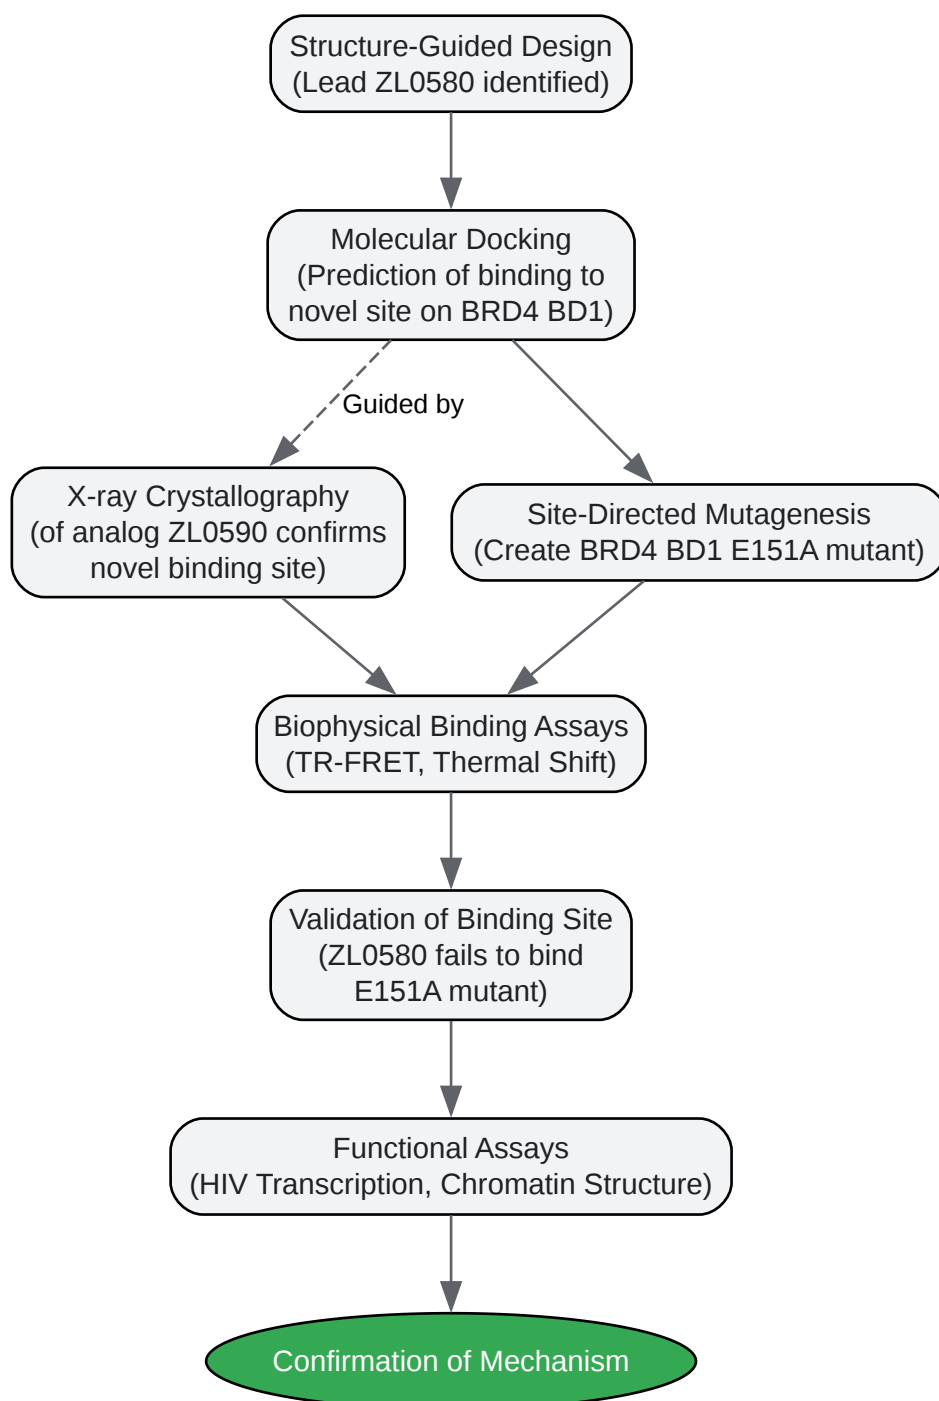 Structure-Guided Design
(Lead ZL0580 identified)
Molecular Docking
(Prediction of binding to
novel site on BRD4 BD1)
Guided by
X-ray Crystallography
(of analog ZL0590 confirms
novel binding site)
Site-Directed Mutagenesis
(Create BRD4 BD1 E151A mutant)
Biophysical Binding Assays
(TR-FRET, Thermal Shift)
Validation of Binding Site
(ZL0580 fails to bind
E151A mutant)
Functional Assays
(HIV Transcription, Chromatin Structure)
Confirmation of Mechanism